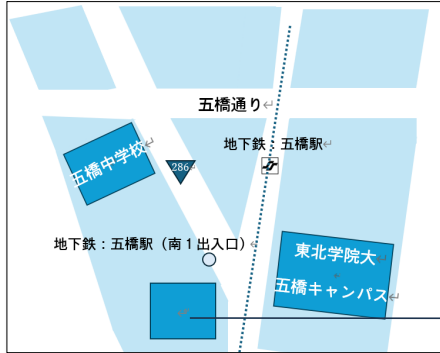 五橋通り
地下鉄：五橋駅
五橋中学校
286
地下鉄：五橋駅（南１出入口）
東北学院大
五橋キャンパス